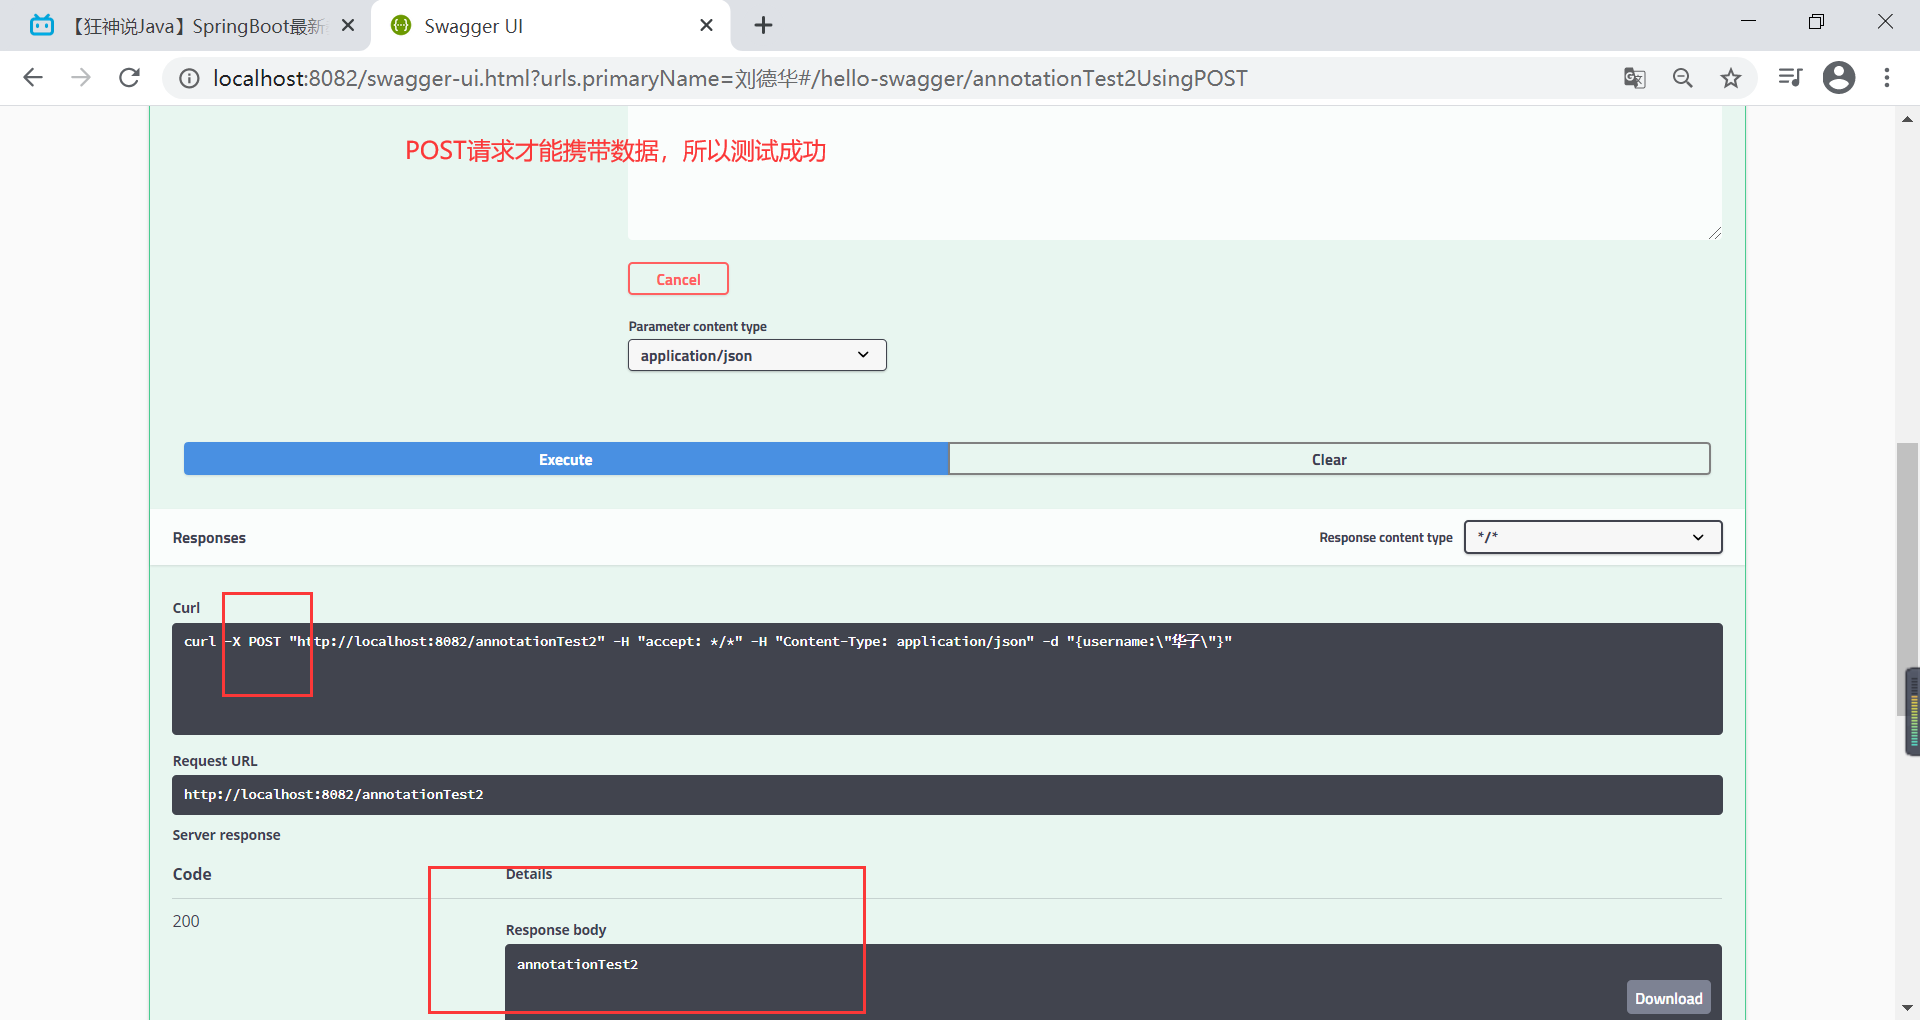 【狂神说Java】SpringBoot最新
Swagger UI
localhost:8082/swagger-ui.html?urls.primaryName=刘德华#/hello-swagger/annotationTest2UsingPOST
POST请求才能携带数据，所以测试成功
Cancel
Parameter content type
application/json
Execute
Clear
Responses
Response content type
*/*
Curl
curl -X POST "http://localhost:8082/annotationTest2" -H "accept: */*" -H "Content-Type: application/json" -d "{username:\"华子\"}"
Request URL
http://localhost:8082/annotationTest2
Server response
Code
Details
200
Response body
annotationTest2
Download